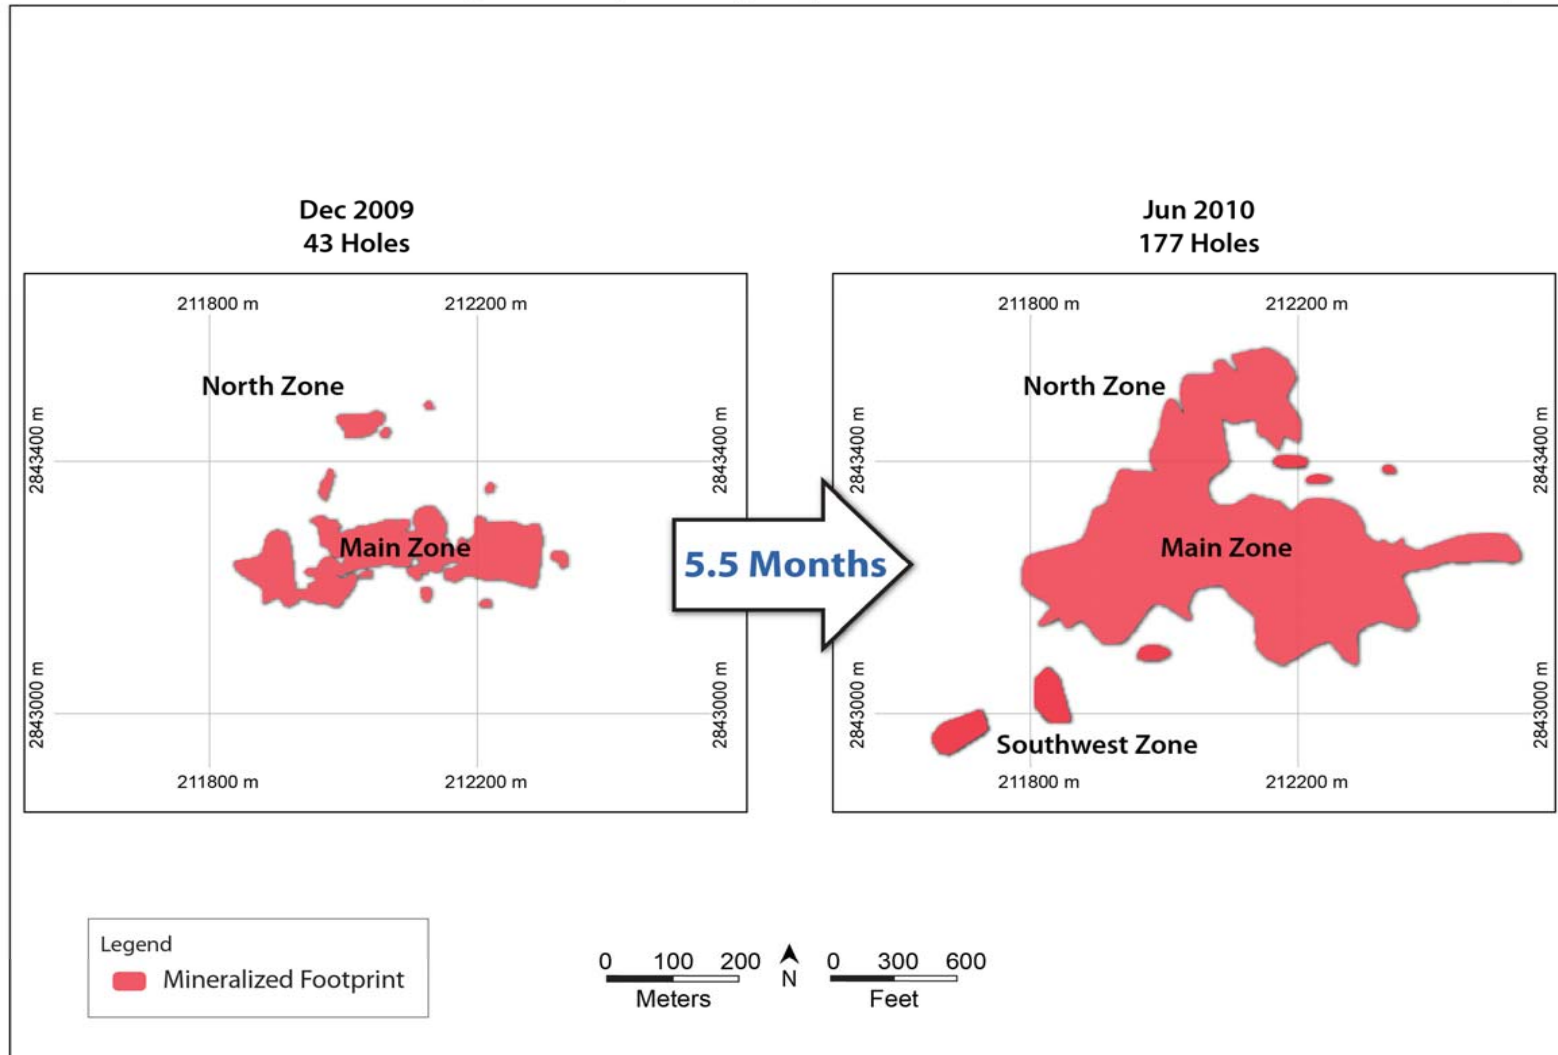 Dec 2009
43 Holes
211800 m
212200 m
North Zone
2843400 m
2843400 m
Main Zone
2843000 m
2843000 m
211800 m
212200 m
5.5 Months
Jun 2010
177 Holes
211800 m
212200 m
North Zone
2843400 m
2843400 m
Main Zone
2843000 m
2843000 m
Southwest Zone
211800 m
212200 m
Legend
Mineralized Footprint
0 100 200
Meters
N
0 300 600
Feet